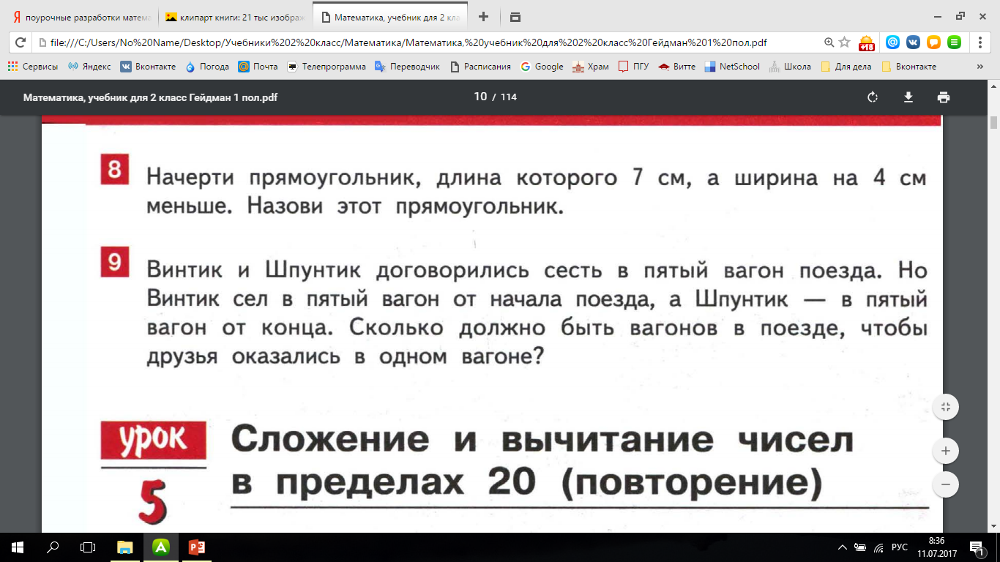 поурочные разработки матема
клипарт книги: 21 тыс изображ
Математика, учебник для 2 кла
file:///C:/Users/No%20Name/Desktop/Учебники%202%20класс/Математика/Математика,%20учебник%20для%202%20класс%20Гейдман%201%20пол.pdf
+18
Сервисы Яндекс Вконтакте Погода Почта Телепрограмма Переводчик Расписания Google Храм ПГУ Витте NetSchool Школа Для дела Вконтакте »
Математика, учебник для 2 класс Гейдман 1 пол.pdf 10 / 114
8 Начерти прямоугольник, длина которого 7 см, а ширина на 4 см
меньше. Назови этот прямоугольник.
9 Винтик и Шпунтик договорились сесть в пятый вагон поезда. Но
Винтик сел в пятый вагон от начала поезда, а Шпунтик — в пятый
вагон от конца. Сколько должно быть вагонов в поезде, чтобы
друзья оказались в одном вагоне?
урок
5
Сложение и вычитание чисел
в пределах 20 (повторение)
РУС
8:36
11.07.2017
1